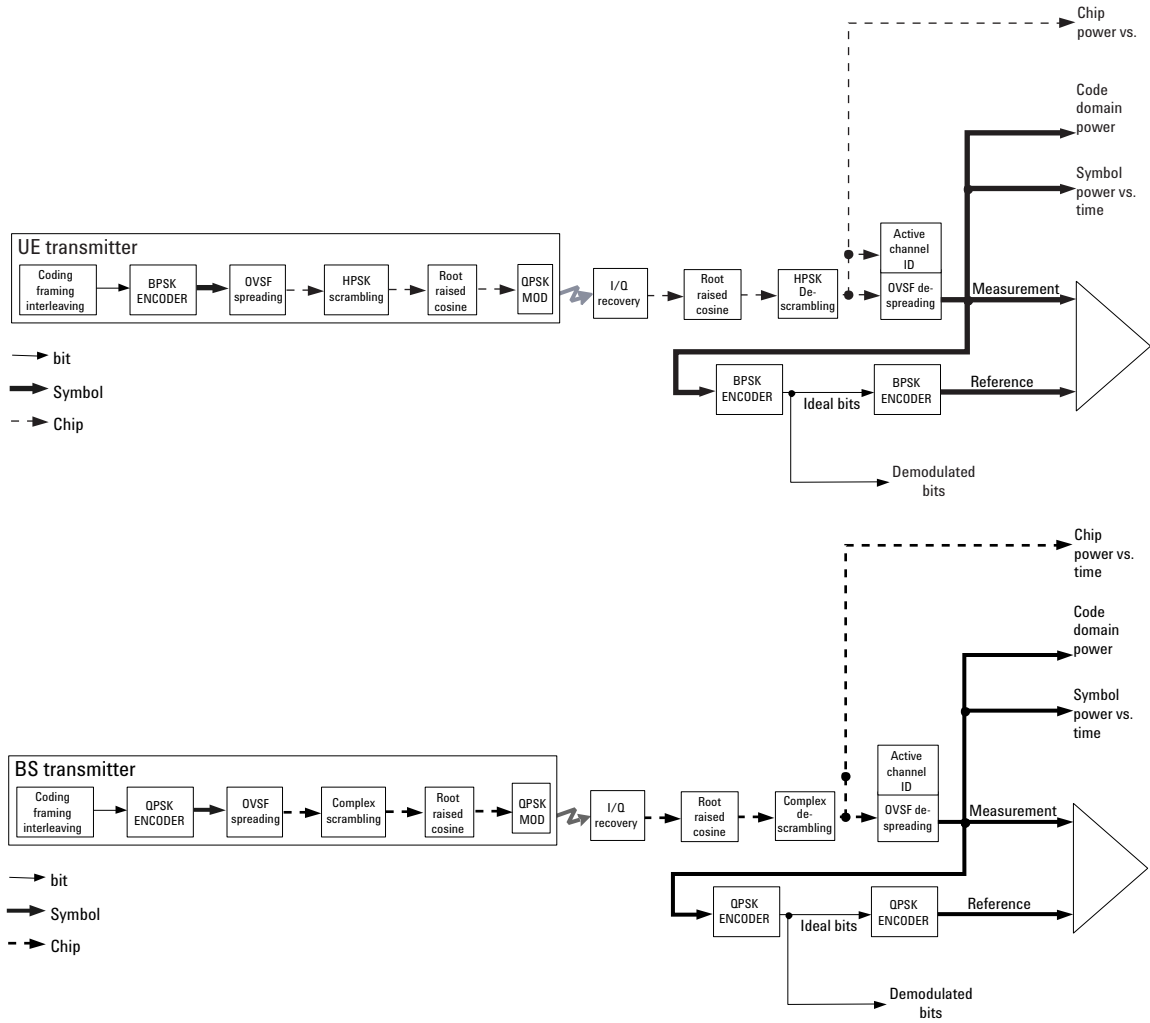 Chip
power vs.
Code
domain
power
Symbol
power vs.
time
UE transmitter
Coding
framing
interleaving
BPSK
ENCODER
OVSF
spreading
HPSK
scrambling
Root
raised
cosine
QPSK
MOD
I/Q
recovery
Root
raised
cosine
HPSK
De-
scrambling
Active
channel
ID
OVSF de-
spreading
Measurement
bit
Symbol
Chip
BPSK
ENCODER
Ideal bits
BPSK
ENCODER
Reference
Demodulated
bits
Chip
power vs.
time
Code
domain
power
Symbol
power vs.
time
BS transmitter
Coding
framing
interleaving
QPSK
ENCODER
OVSF
spreading
Complex
scrambling
Root
raised
cosine
QPSK
MOD
I/Q
recovery
Root
raised
cosine
Complex
de-
scrambling
Active
channel
ID
OVSF de-
spreading
Measurement
bit
Symbol
Chip
QPSK
ENCODER
Ideal bits
QPSK
ENCODER
Reference
Demodulated
bits